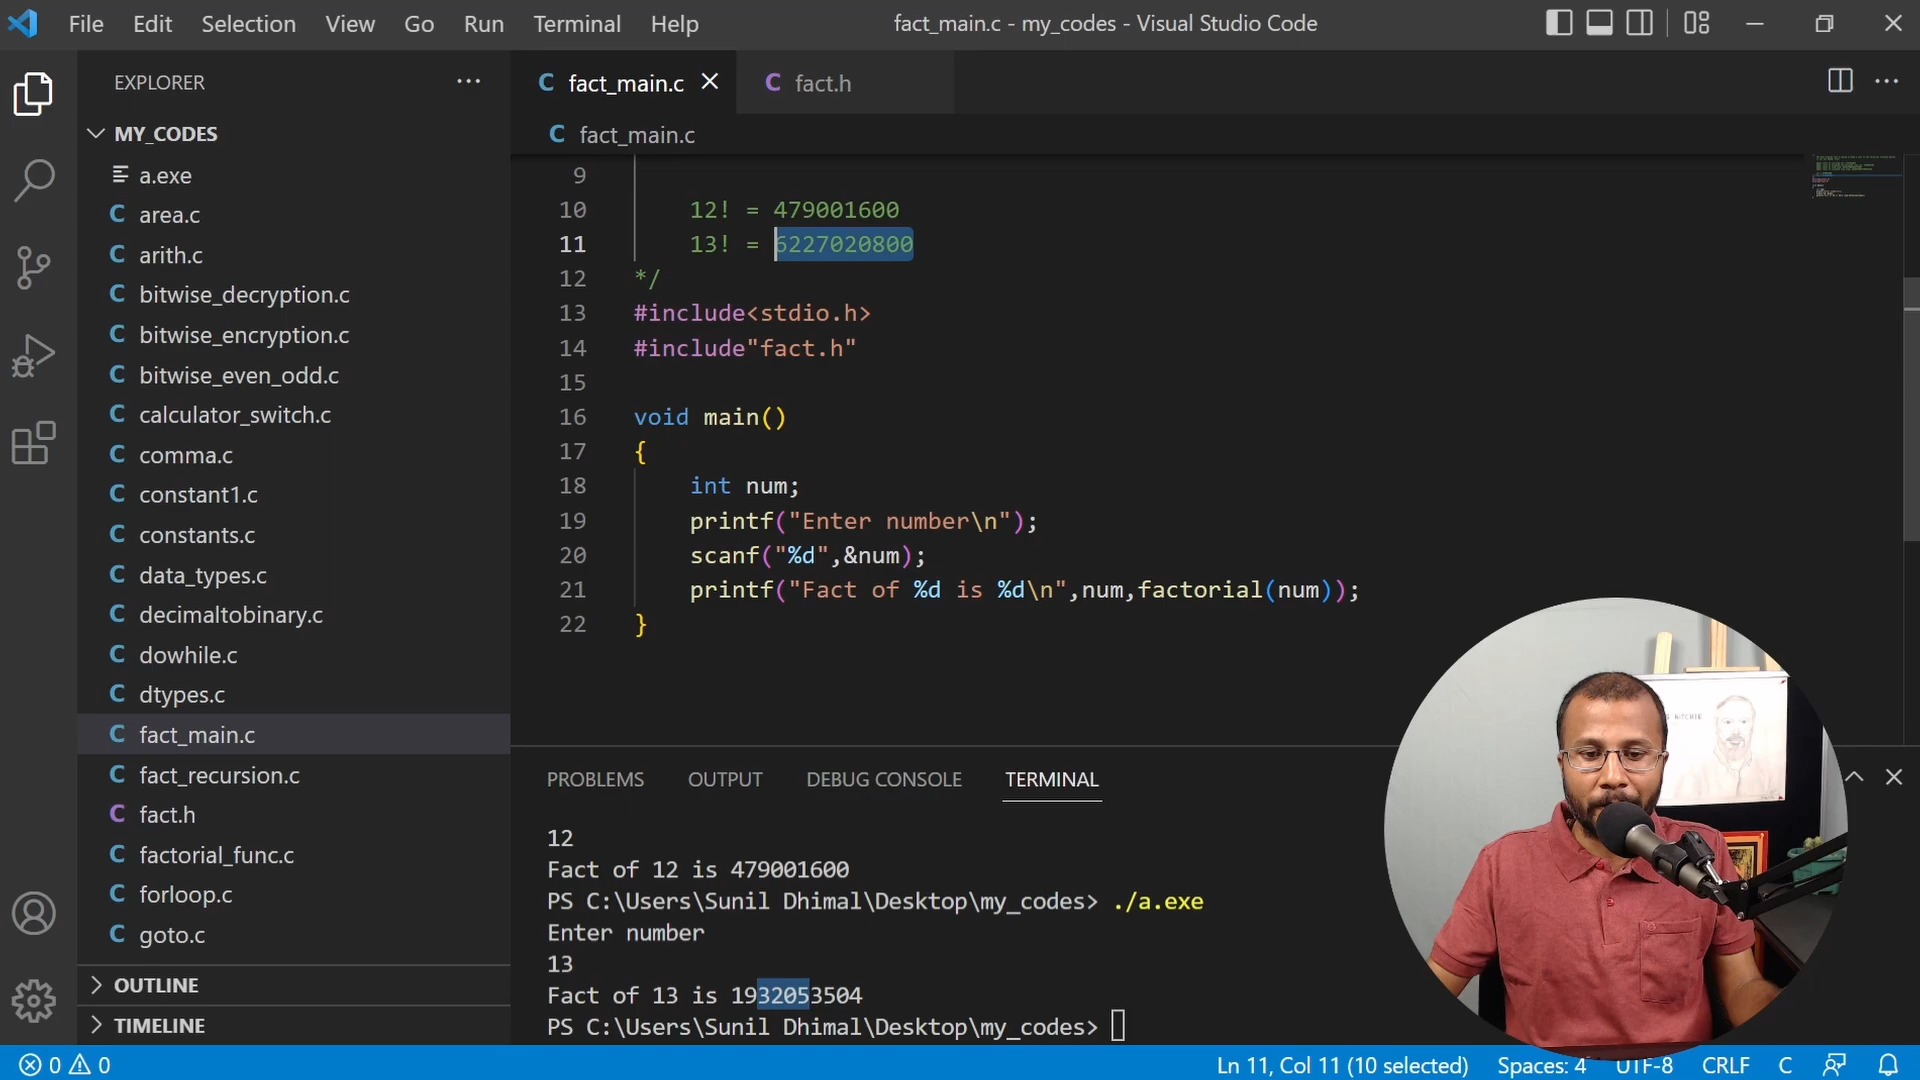 File Edit Selection View Go Run Terminal Help
fact_main.c - my_codes - Visual Studio Code
EXPLORER
MY_CODES
a.exe
area.c
arith.c
bitwise_decryption.c
bitwise_encryption.c
bitwise_even_odd.c
calculator_switch.c
comma.c
constant1.c
constants.c
data_types.c
decimaltobinary.c
dowhile.c
dtypes.c
fact_main.c
fact_recursion.c
fact.h
factorial_func.c
forloop.c
goto.c
OUTLINE
TIMELINE
fact_main.c
fact.h
fact_main.c
9
10 12! = 479001600
11 13! = 6227020800
12 */
13 #include<stdio.h>
14 #include"fact.h"
15
16 void main()
17 {
18 int num;
19 printf("Enter number\n");
20 scanf("%d",&num);
21 printf("Fact of %d is %d\n",num,factorial(num));
22 }
PROBLEMS OUTPUT DEBUG CONSOLE TERMINAL
12
Fact of 12 is 479001600
PS C:\Users\Sunil Dhimal\Desktop\my_codes> ./a.exe
Enter number
13
Fact of 13 is 1932053504
PS C:\Users\Sunil Dhimal\Desktop\my_codes>
0 0
Ln 11, Col 11 (10 selected) Spaces: 4 UTF-8 CRLF C